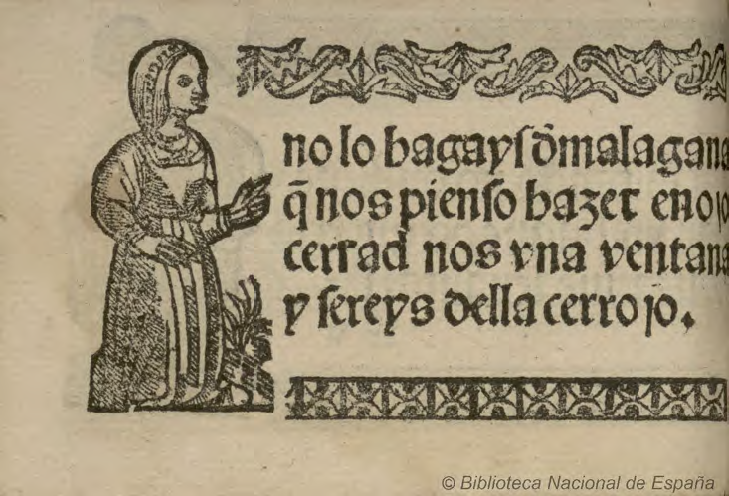 no lo hagays d̄ mala gana
q̃ nos pienso hazer enojo
cerrad nos vna ventana
y sereys della cerrojo.
© Biblioteca Nacional de España